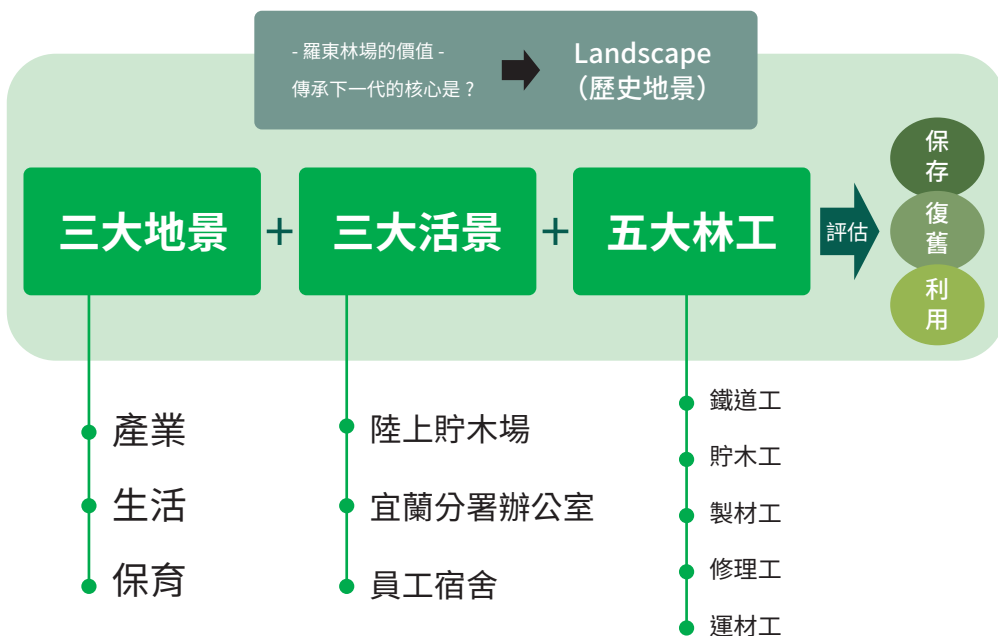 - 羅東林場的價值 -
傳承下一代的核心是？
Landscape
（歷史地景）
三大地景
+
三大活景
+
五大林工
評估
保存
復舊
利用
產業
生活
保育
陸上貯木場
宜蘭分署辦公室
員工宿舍
鐵道工
貯木工
製材工
修理工
運材工